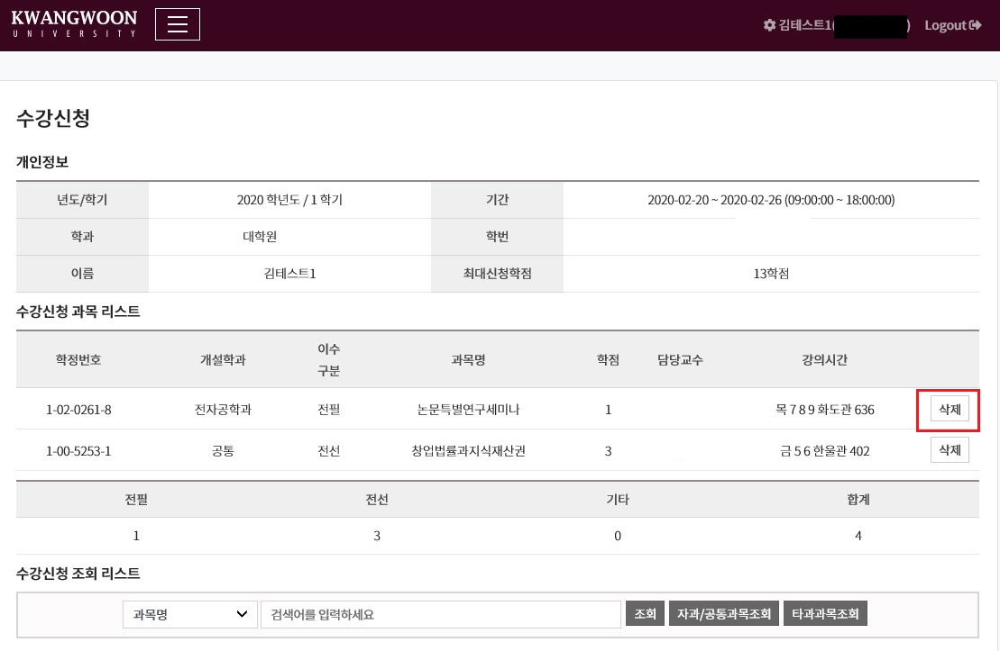 KWANGWOON
UNIVERSITY
김테스트1( ) Logout
수강신청
개인정보
년도/학기 2020 학년도 / 1 학기 기간 2020-02-20 ~ 2020-02-26 (09:00:00 ~ 18:00:00)
학과 대학원 학번
이름 김테스트1 최대신청학점 13학점
수강신청 과목 리스트
학정번호 개설학과 이수 구분 과목명 학점 담당교수 강의시간
1-02-0261-8 전자공학과 전필 논문특별연구세미나 1 목 7 8 9 화도관 636 삭제
1-00-5253-1 공통 전선 창업법률과지식재산권 3 금 5 6 한울관 402 삭제
전필 전선 기타 합계
1 3 0 4
수강신청 조회 리스트
과목명 검색어를 입력하세요 조회 자과/공통과목조회 타과과목조회